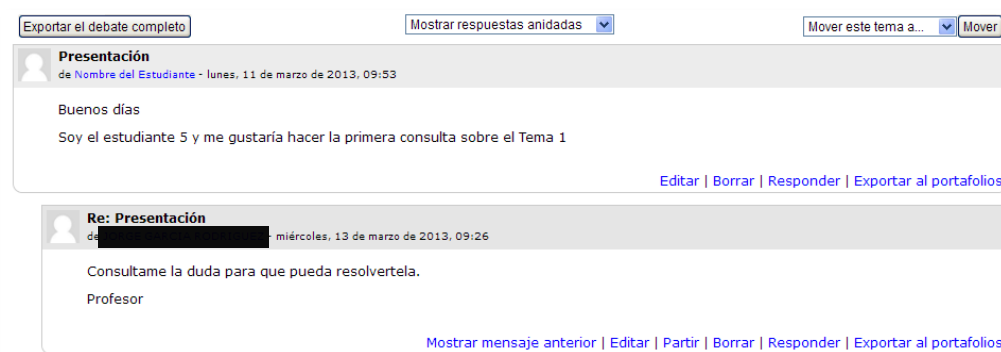 Exportar el debate completo Mostrar respuestas anidadas Mover este tema a... Mover
Presentación
de Nombre del Estudiante - lunes, 11 de marzo de 2013, 09:53
Buenos días
Soy el estudiante 5 y me gustaría hacer la primera consulta sobre el Tema 1
Editar | Borrar | Responder | Exportar al portafolios
Re: Presentación
de - miércoles, 13 de marzo de 2013, 09:26
Consultame la duda para que pueda resolvertela.
Profesor
Mostrar mensaje anterior | Editar | Partir | Borrar | Responder | Exportar al portafolios